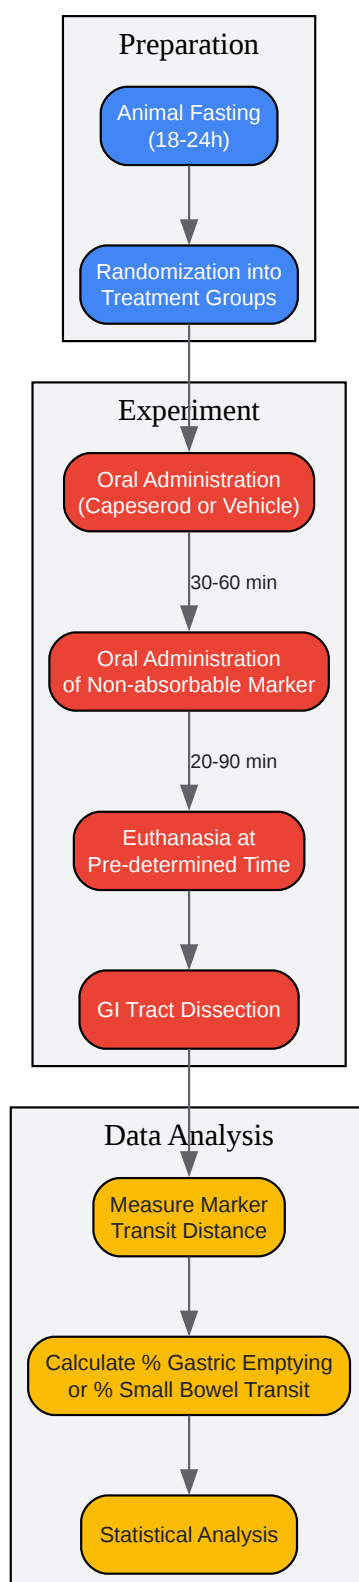 Preparation
Animal Fasting
(18-24h)
Randomization into
Treatment Groups
Experiment
Oral Administration
(Capeserod or Vehicle)
30-60 min
Oral Administration
of Non-absorbable Marker
20-90 min
Euthanasia at
Pre-determined Time
GI Tract Dissection
Data Analysis
Measure Marker
Transit Distance
Calculate % Gastric Emptying
or % Small Bowel Transit
Statistical Analysis